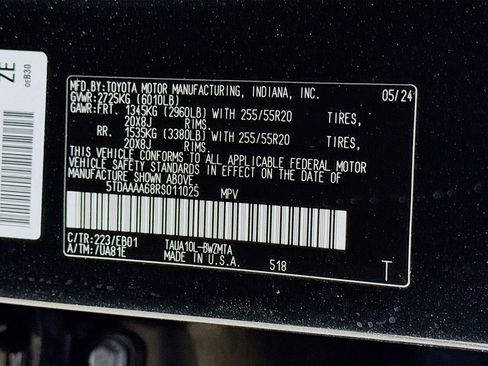 ZE
0EB30
MFD.BY:TOYOTA MOTOR MANUFACTURING, INDIANA, INC.
05/24
GVWR:2725KG (6010LB)
GAWR:FRT. 1345KG (2960LB) WITH 255/55R20 TIRES,
20X8J RIMS.
RR. 1535KG (3380LB) WITH 255/55R20 TIRES,
20X8J RIMS.
THIS VEHICLE CONFORMS TO ALL APPLICABLE FEDERAL MOTOR
VEHICLE SAFETY STANDARDS IN EFFECT ON THE DATE OF
MANUFACTURE SHOWN ABOVE.
5TDAAAA68RS011025 MPV
C/TR:223/EB01 TAUA10L-BWZMTA
A/TM:/UA81E MADE IN U.S.A. 518 T